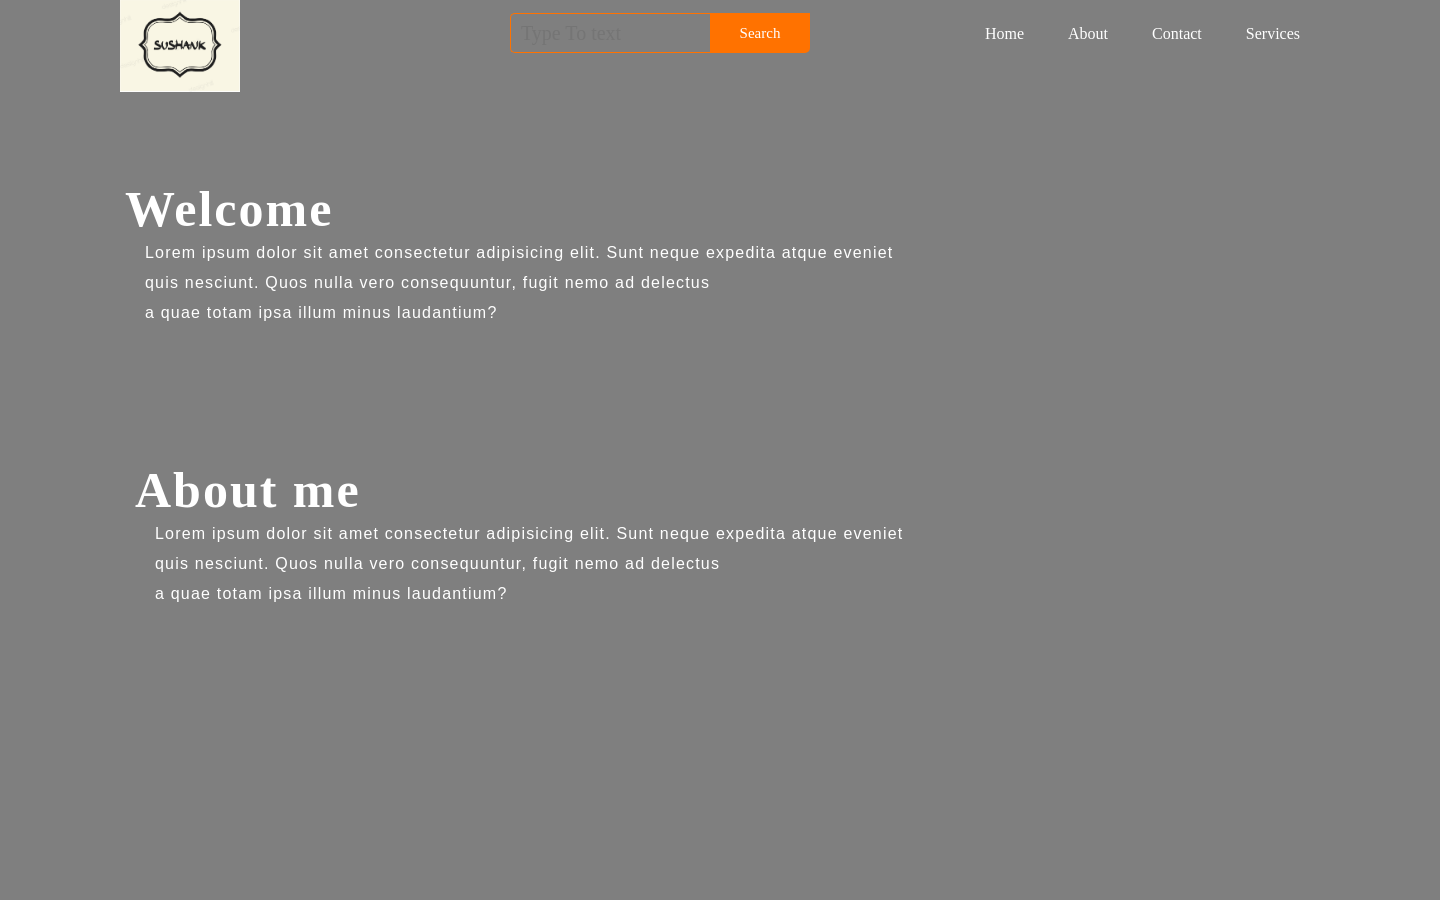 SUSHANK
Type To text
Search
Home
About
Contact
Services
Welcome
Lorem ipsum dolor sit amet consectetur adipisicing elit. Sunt neque expedita atque eveniet
quis nesciunt. Quos nulla vero consequuntur, fugit nemo ad delectus
a quae totam ipsa illum minus laudantium?
About me
Lorem ipsum dolor sit amet consectetur adipisicing elit. Sunt neque expedita atque eveniet
quis nesciunt. Quos nulla vero consequuntur, fugit nemo ad delectus
a quae totam ipsa illum minus laudantium?